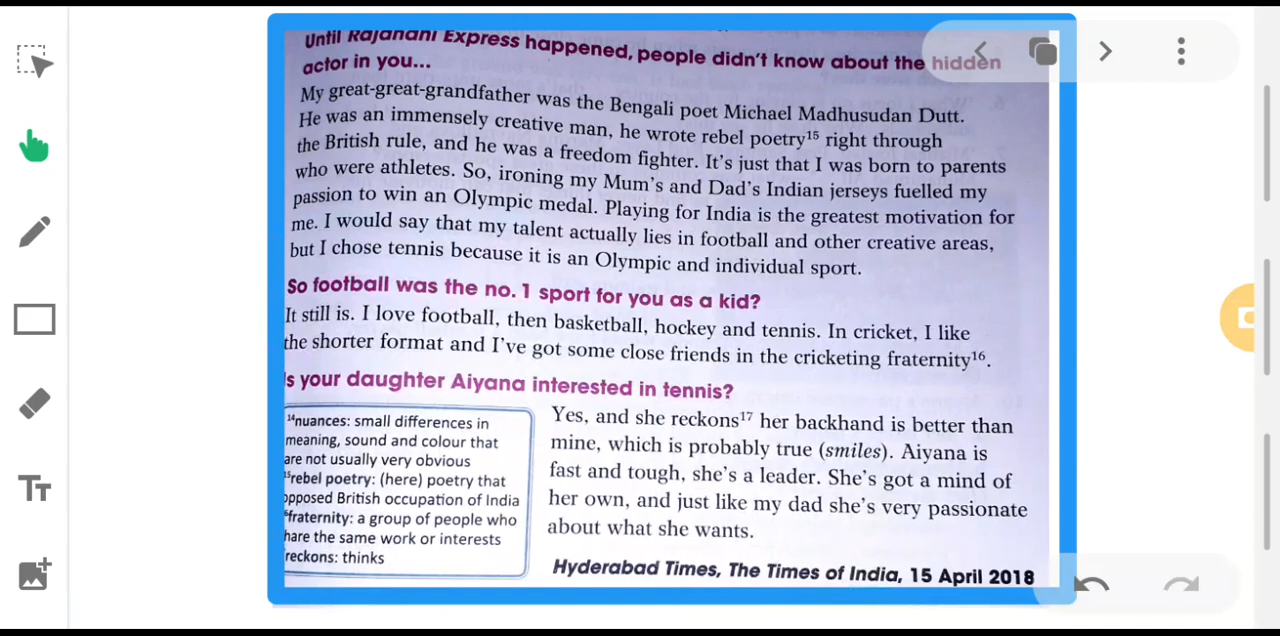 Until Rajdhani Express happened, people didn't know about the hidden
actor in you...
My great-great-grandfather was the Bengali poet Michael Madhusudan Dutt.
He was an immensely creative man, he wrote rebel poetry15 right through
the British rule, and he was a freedom fighter. It's just that I was born to parents
who were athletes. So, ironing my Mum's and Dad's Indian jerseys fuelled my
passion to win an Olympic medal. Playing for India is the greatest motivation for
me. I would say that my talent actually lies in football and other creative areas,
but I chose tennis because it is an Olympic and individual sport.
So football was the no. 1 sport for you as a kid?
It still is. I love football, then basketball, hockey and tennis. In cricket, I like
the shorter format and I've got some close friends in the cricketing fraternity16.
Is your daughter Aiyana interested in tennis?
Yes, and she reckons17 her backhand is better than
mine, which is probably true (smiles). Aiyana is
fast and tough, she's a leader. She's got a mind of
her own, and just like my dad she's very passionate
about what she wants.
14nuances: small differences in
meaning, sound and colour that
are not usually very obvious
15rebel poetry: (here) poetry that
opposed British occupation of India
fraternity: a group of people who
hare the same work or interests
reckons: thinks
Hyderabad Times, The Times of India, 15 April 2018
TT